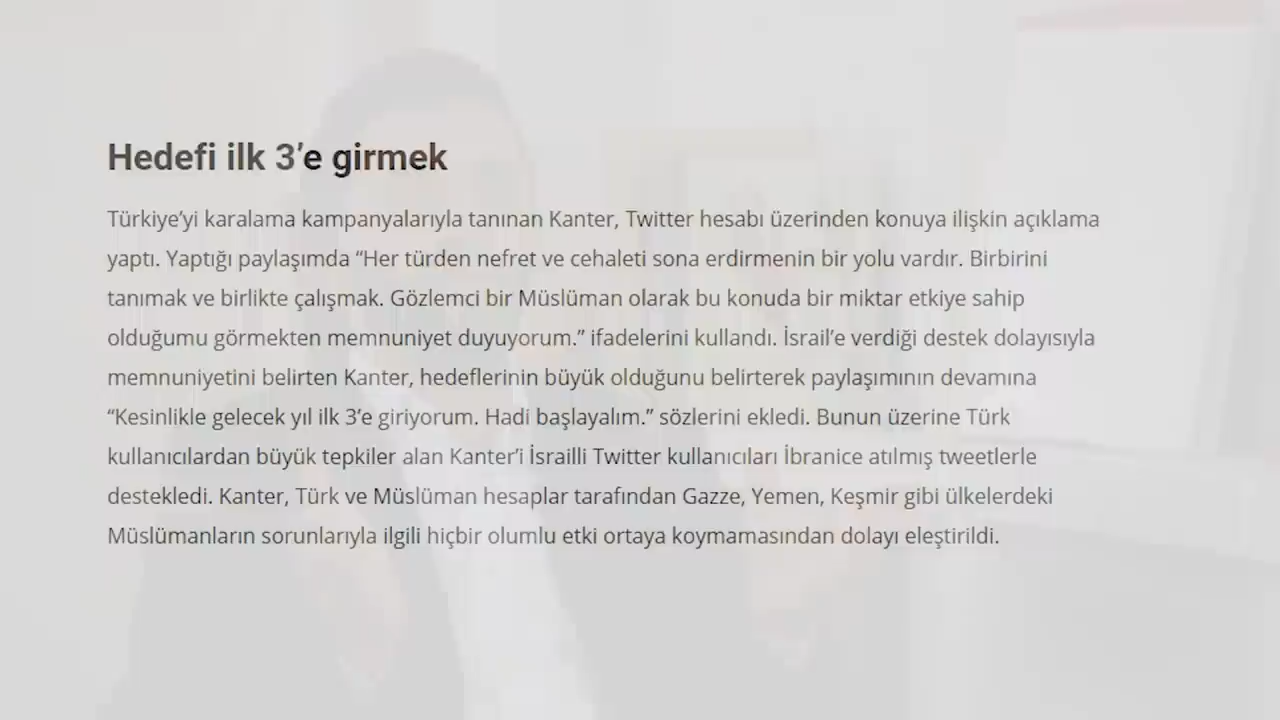 Hedefi ilk 3’e girmek
Türkiye’yi karalama kampanyalarıyla tanınan Kanter, Twitter hesabı üzerinden konuya ilişkin açıklama
yaptı. Yaptığı paylaşımda “Her türden nefret ve cehaleti sona erdirmenin bir yolu vardır. Birbirini
tanımak ve birlikte çalışmak. Gözlemci bir Müslüman olarak bu konuda bir miktar etkiye sahip
olduğumu görmekten memnuniyet duyuyorum.” ifadelerini kullandı. İsrail’e verdiği destek dolayısıyla
memnuniyetini belirten Kanter, hedeflerinin büyük olduğunu belirterek paylaşımının devamına
“Kesinlikle gelecek yıl ilk 3’e giriyorum. Hadi başlayalım.” sözlerini ekledi. Bunun üzerine Türk
kullanıcılardan büyük tepkiler alan Kanter’i İsrailli Twitter kullanıcıları İbranice atılmış tweetlerle
destekledi. Kanter, Türk ve Müslüman hesaplar tarafından Gazze, Yemen, Keşmir gibi ülkelerdeki
Müslümanların sorunlarıyla ilgili hiçbir olumlu etki ortaya koymamasından dolayı eleştirildi.